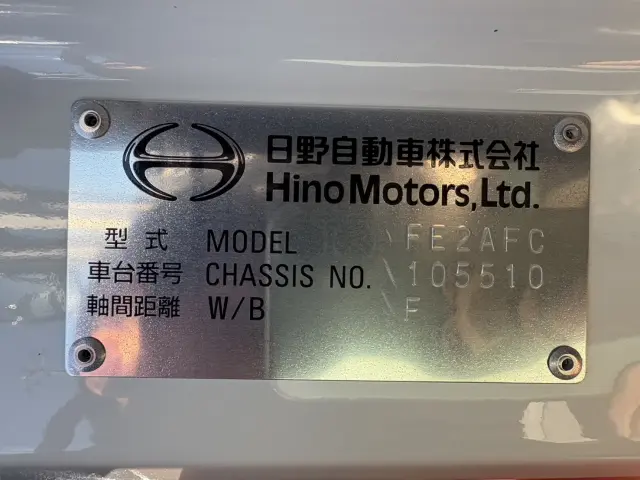 日野自動車株式会社
Hino Motors, Ltd.
型式 MODEL \FE2AFC
車台番号 CHASSIS NO. \105510
軸間距離 W/B \F